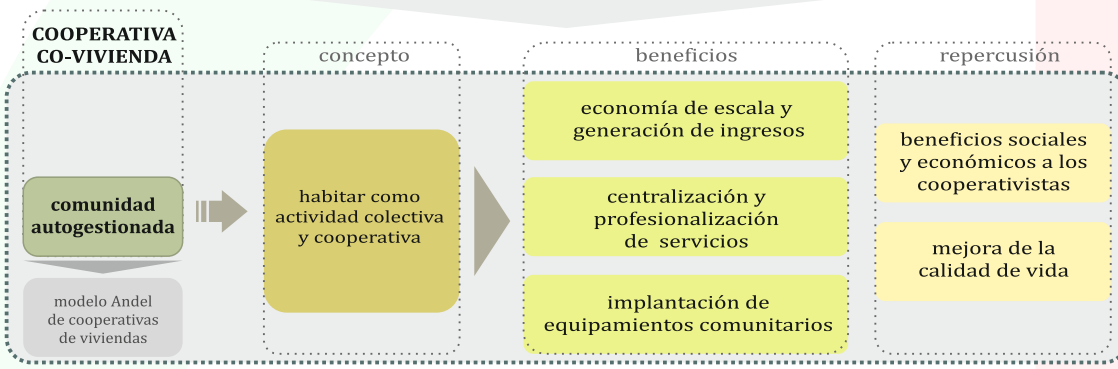 COOPERATIVA
CO-VIVIENDA
comunidad
autogestionada
modelo Andel
de cooperativas
de viviendas
concepto
habitar como
actividad colectiva
y cooperativa
beneficios
economía de escala y
generación de ingresos
centralización y
profesionalización
de servicios
implantación de
equipamientos comunitarios
repercusión
beneficios sociales
y económicos a los
cooperativistas
mejora de la
calidad de vida